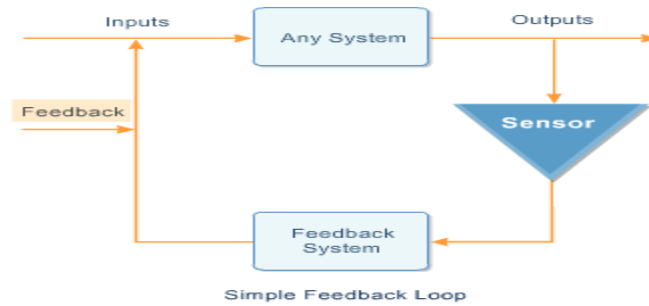 Inputs
Outputs
Any System
Feedback
Sensor
Feedback
System
Simple Feedback Loop